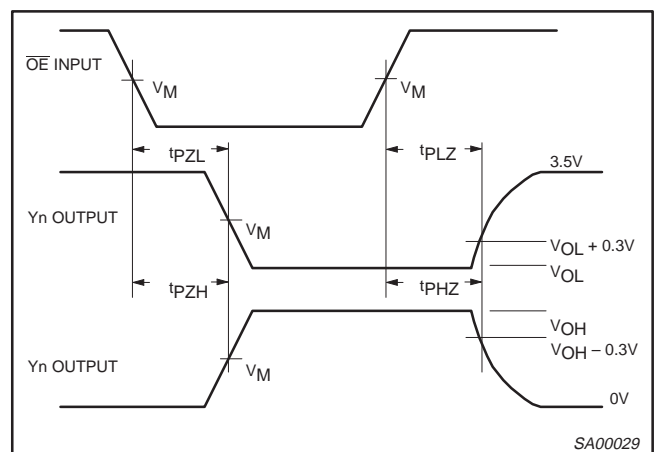 OE INPUT
VM
VM
tPZL
tPLZ
3.5V
Yn OUTPUT
VM
VOL + 0.3V
VOL
tPZH
tPHZ
VOH
VOH – 0.3V
Yn OUTPUT
VM
0V
SA00029